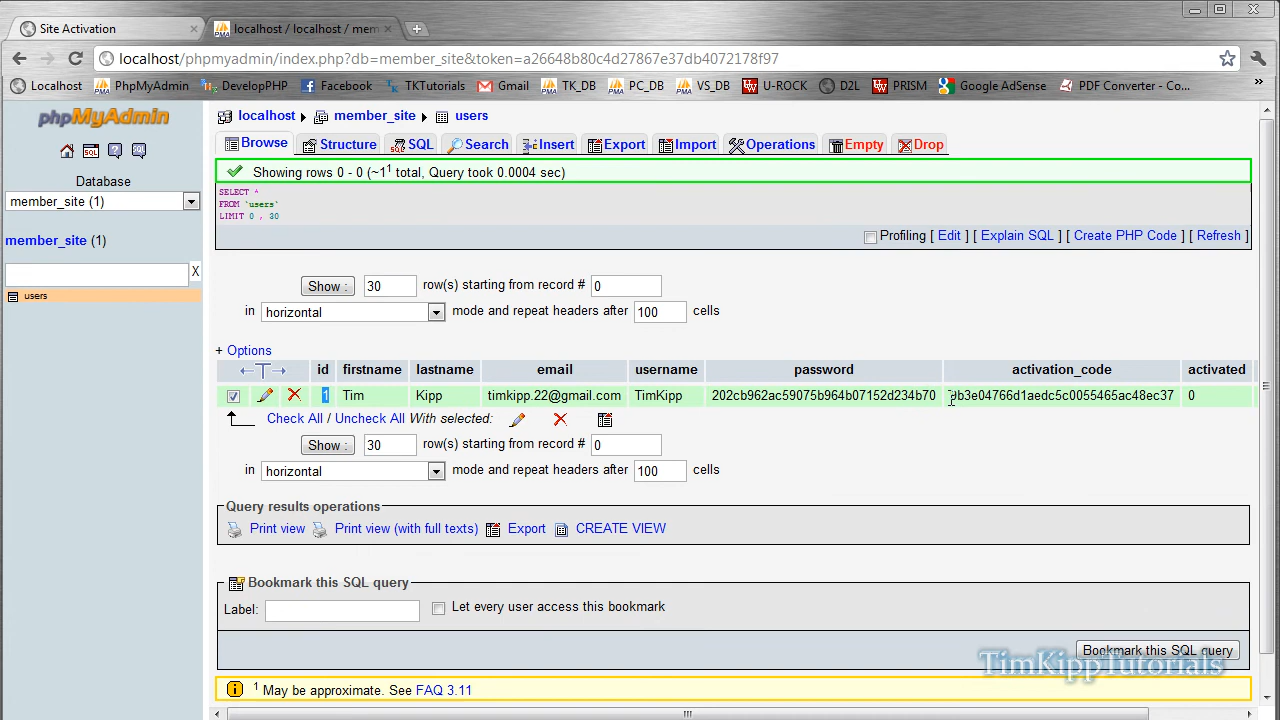 Site Activation
localhost / localhost / mem
localhost/phpmyadmin/index.php?db=member_site&token=a26648b80c4d27867e37db4072178f97
Localhost PhpMyAdmin DevelopPHP Facebook TKTutorials Gmail TK_DB PC_DB VS_DB U-ROCK D2L PRISM Google AdSense PDF Converter - Co... »
phpMyAdmin
SQL
Database
member_site (1)
member_site (1)
X
users
localhost ▸ member_site ▸ users
Browse Structure SQL Search Insert Export Import Operations Empty Drop
Showing rows 0 - 0 (~1¹ total, Query took 0.0004 sec)
SELECT *
FROM `users`
LIMIT 0 , 30
Profiling [ Edit ] [ Explain SQL ] [ Create PHP Code ] [ Refresh ]
Show : 30 row(s) starting from record # 0
in horizontal mode and repeat headers after 100 cells
+ Options
←T→ id firstname lastname email username password activation_code activated
1 Tim Kipp timkipp.22@gmail.com TimKipp 202cb962ac59075b964b07152d234b70 0
Check All / Uncheck All With selected:
Show : 30 row(s) starting from record # 0
in horizontal mode and repeat headers after 100 cells
Query results operations
Print view Print view (with full texts) Export CREATE VIEW
Bookmark this SQL query
Label: Let every user access this bookmark
Bookmark this SQL query
TimKippTutorials
¹ May be approximate. See FAQ 3.11